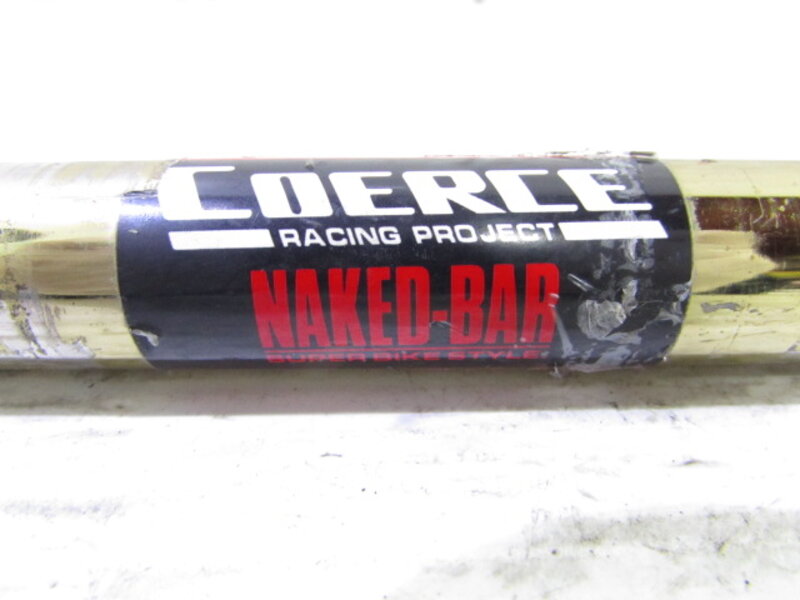 COERCE
RACING PROJECT
NAKED-BAR
SUPER BIKE STYLE